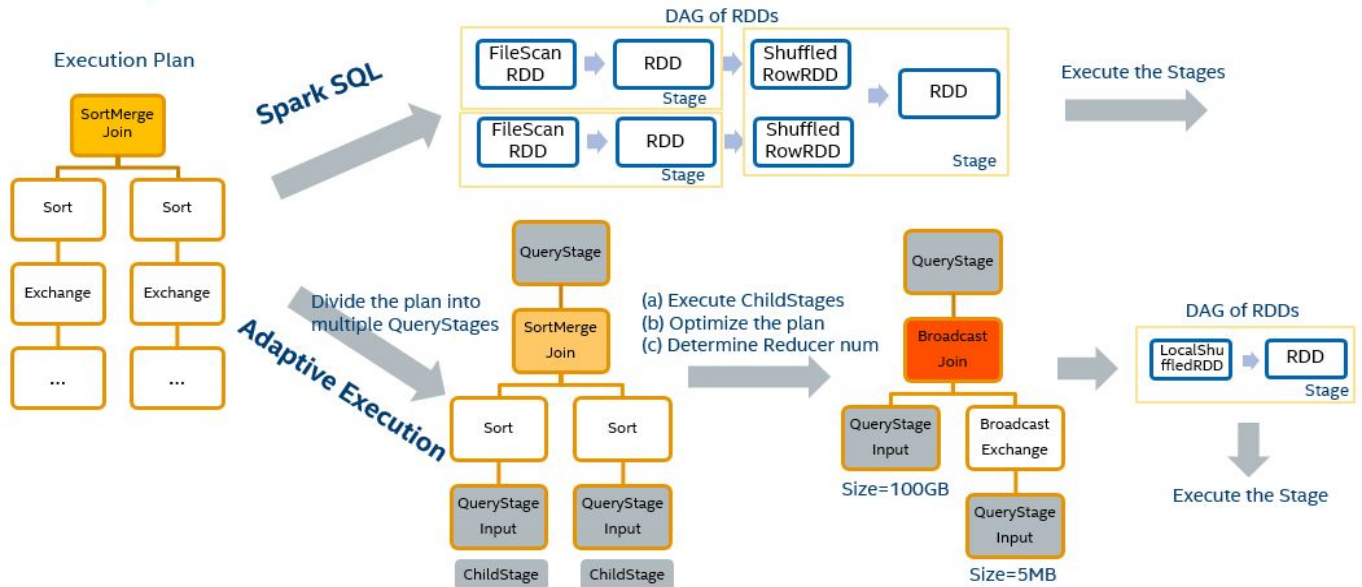 DAG of RDDs
Execution Plan
SortMerge
Join
Sort
Sort
Exchange
Exchange
...
...
Spark SQL
FileScan
RDD
RDD
Stage
FileScan
RDD
RDD
Stage
Shuffled
RowRDD
Shuffled
RowRDD
RDD
Stage
Execute the Stages
Adaptive Execution
Divide the plan into
multiple QueryStages
QueryStage
SortMerge
Join
Sort
Sort
QueryStage
Input
QueryStage
Input
ChildStage
ChildStage
(a) Execute ChildStages
(b) Optimize the plan
(c) Determine Reducer num
QueryStage
Broadcast
Join
QueryStage
Input
Size=100GB
Broadcast
Exchange
QueryStage
Input
Size=5MB
DAG of RDDs
LocalShu
ffledRDD
RDD
Stage
Execute the Stage